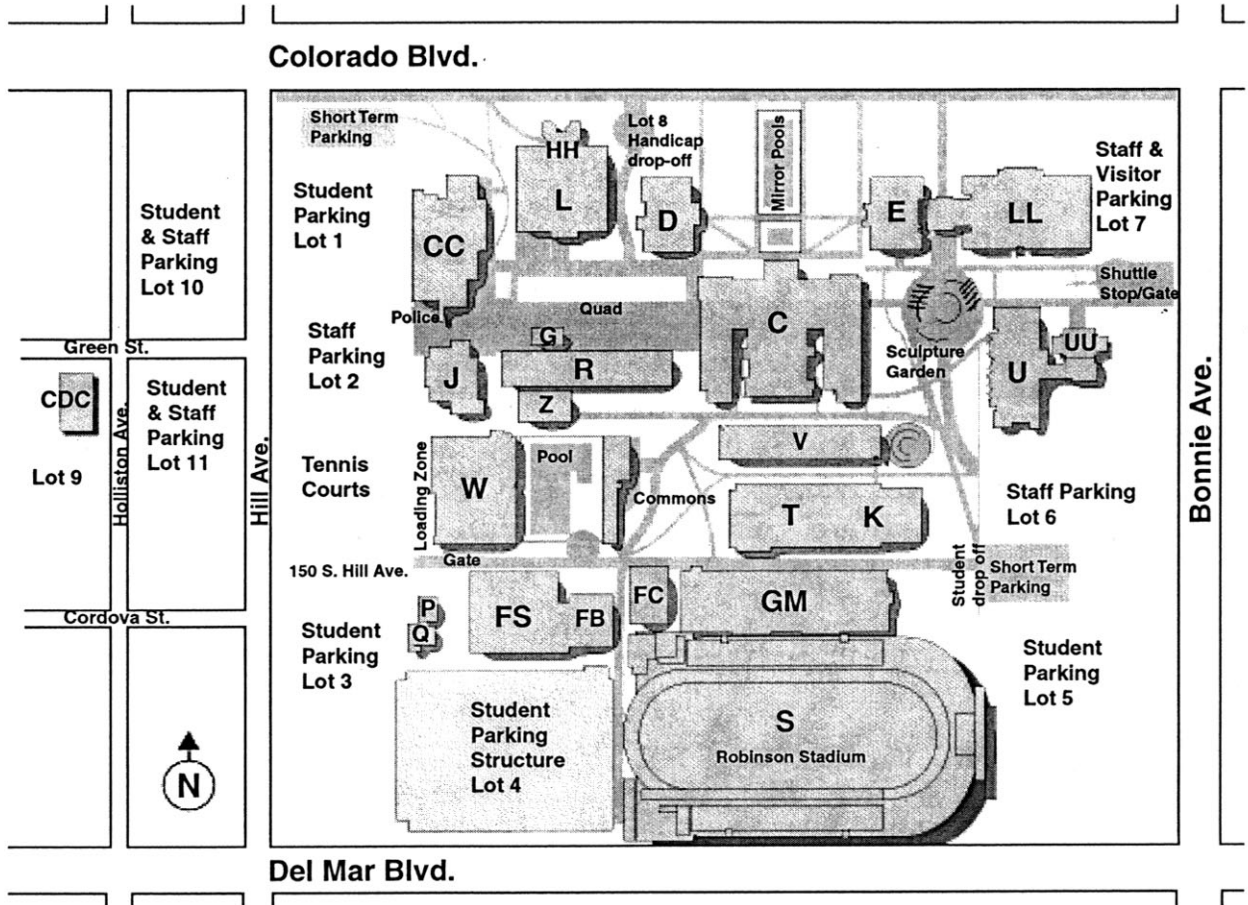 Colorado Blvd.
Short Term
Parking
HH
L
Lot 8
Handicap
drop-off
Mirror Pools
Staff &
Visitor
Parking
Lot 7
Student
Parking
Lot 1
Student
& Staff
Parking
Lot 10
CC
D
E
LL
Shuttle
Stop/Gate
Police
Quad
C
Sculpture
Garden
U
UU
Green St.
Staff
Parking
Lot 2
G
J
R
Z
CDC
Lot 9
Holliston Ave.
Student
& Staff
Parking
Lot 11
Hill Ave.
Bonnie Ave.
Tennis
Courts
Loading Zone
W
Pool
Commons
V
T
K
Staff Parking
Lot 6
Gate
150 S. Hill Ave.
Student
drop off
Short Term
Parking
Cordova St.
P
Q
FS
FB
FC
GM
Student
Parking
Lot 3
Student
Parking
Lot 5
Student
Parking
Structure
Lot 4
S
Robinson Stadium
N
Del Mar Blvd.